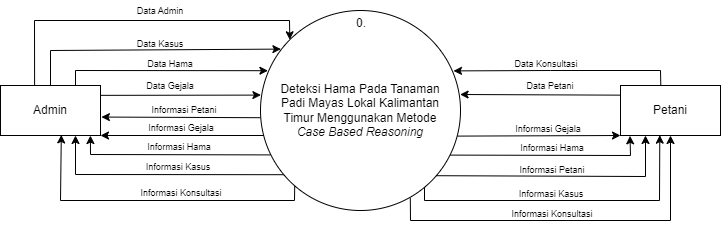 Data Admin
0.
Data Kasus
Data Hama
Data Gejala
Admin
Informasi Petani
Informasi Gejala
Informasi Hama
Informasi Kasus
Informasi Konsultasi
Deteksi Hama Pada Tanaman
Padi Mayas Lokal Kalimantan
Timur Menggunakan Metode
Case Based Reasoning
Data Konsultasi
Data Petani
Petani
Informasi Gejala
Informasi Hama
Informasi Petani
Informasi Kasus
Informasi Konsultasi